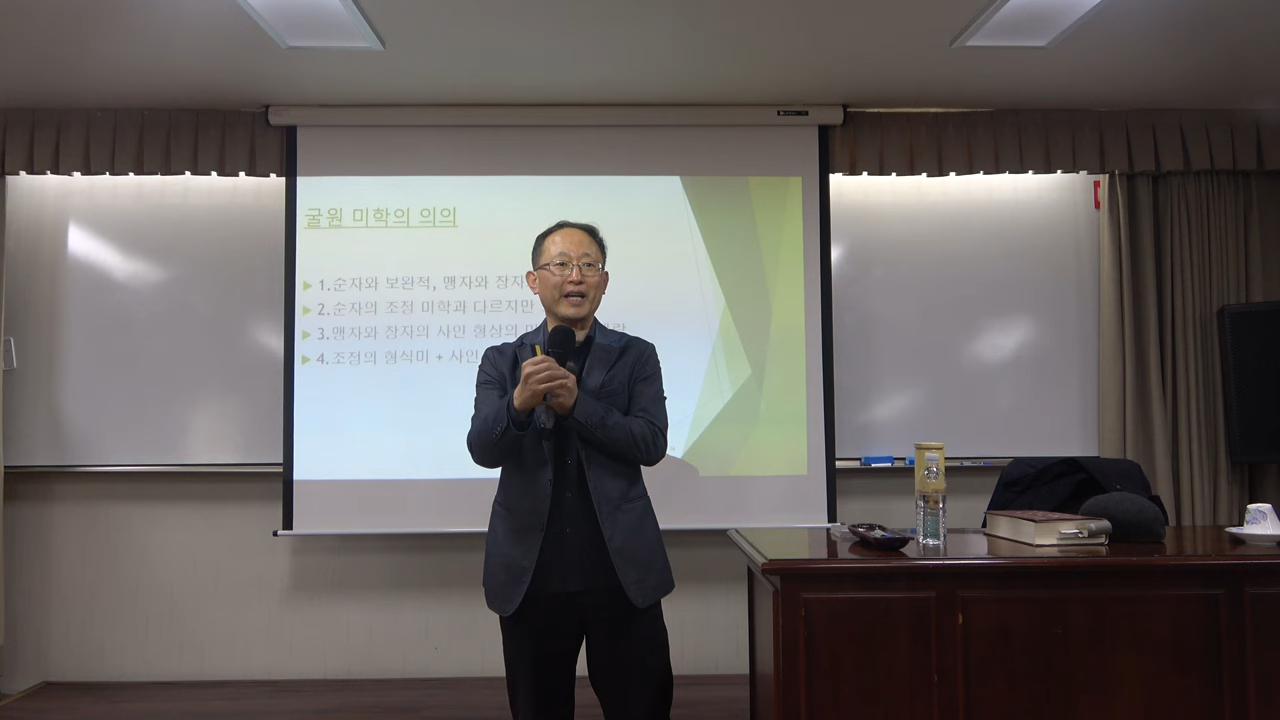 굴원 미학의 의의
1.순자와 보완적, 맹자와 장자
2.순자의 조정 미학과 다르지만
3.맹자와 장자의 사인 형상의
4.조정의 형식미 + 사인